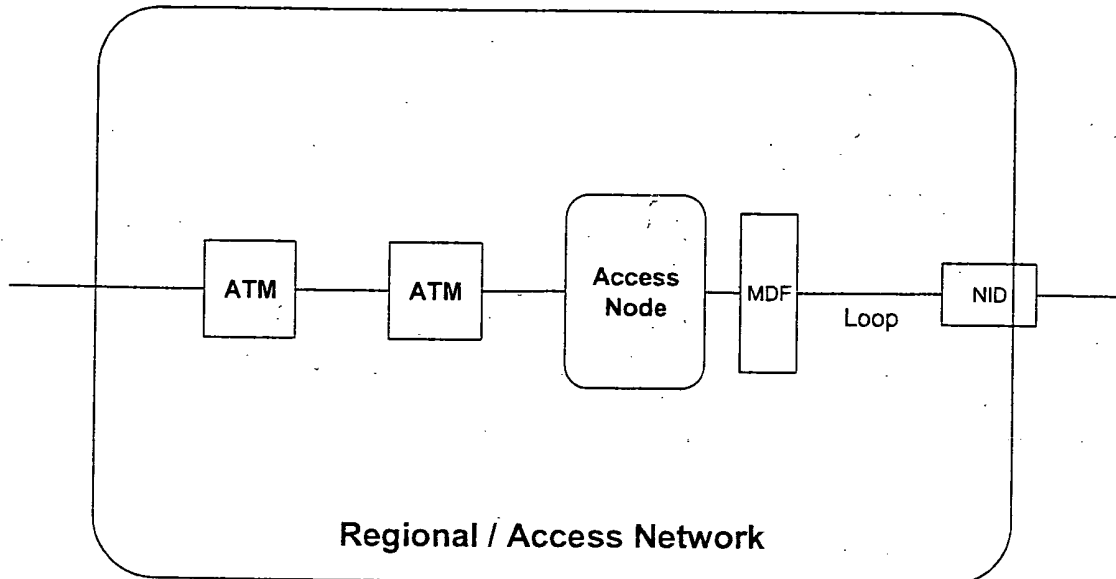 ATM
ATM
Access
Node
MDF
Loop
NID
Regional / Access Network